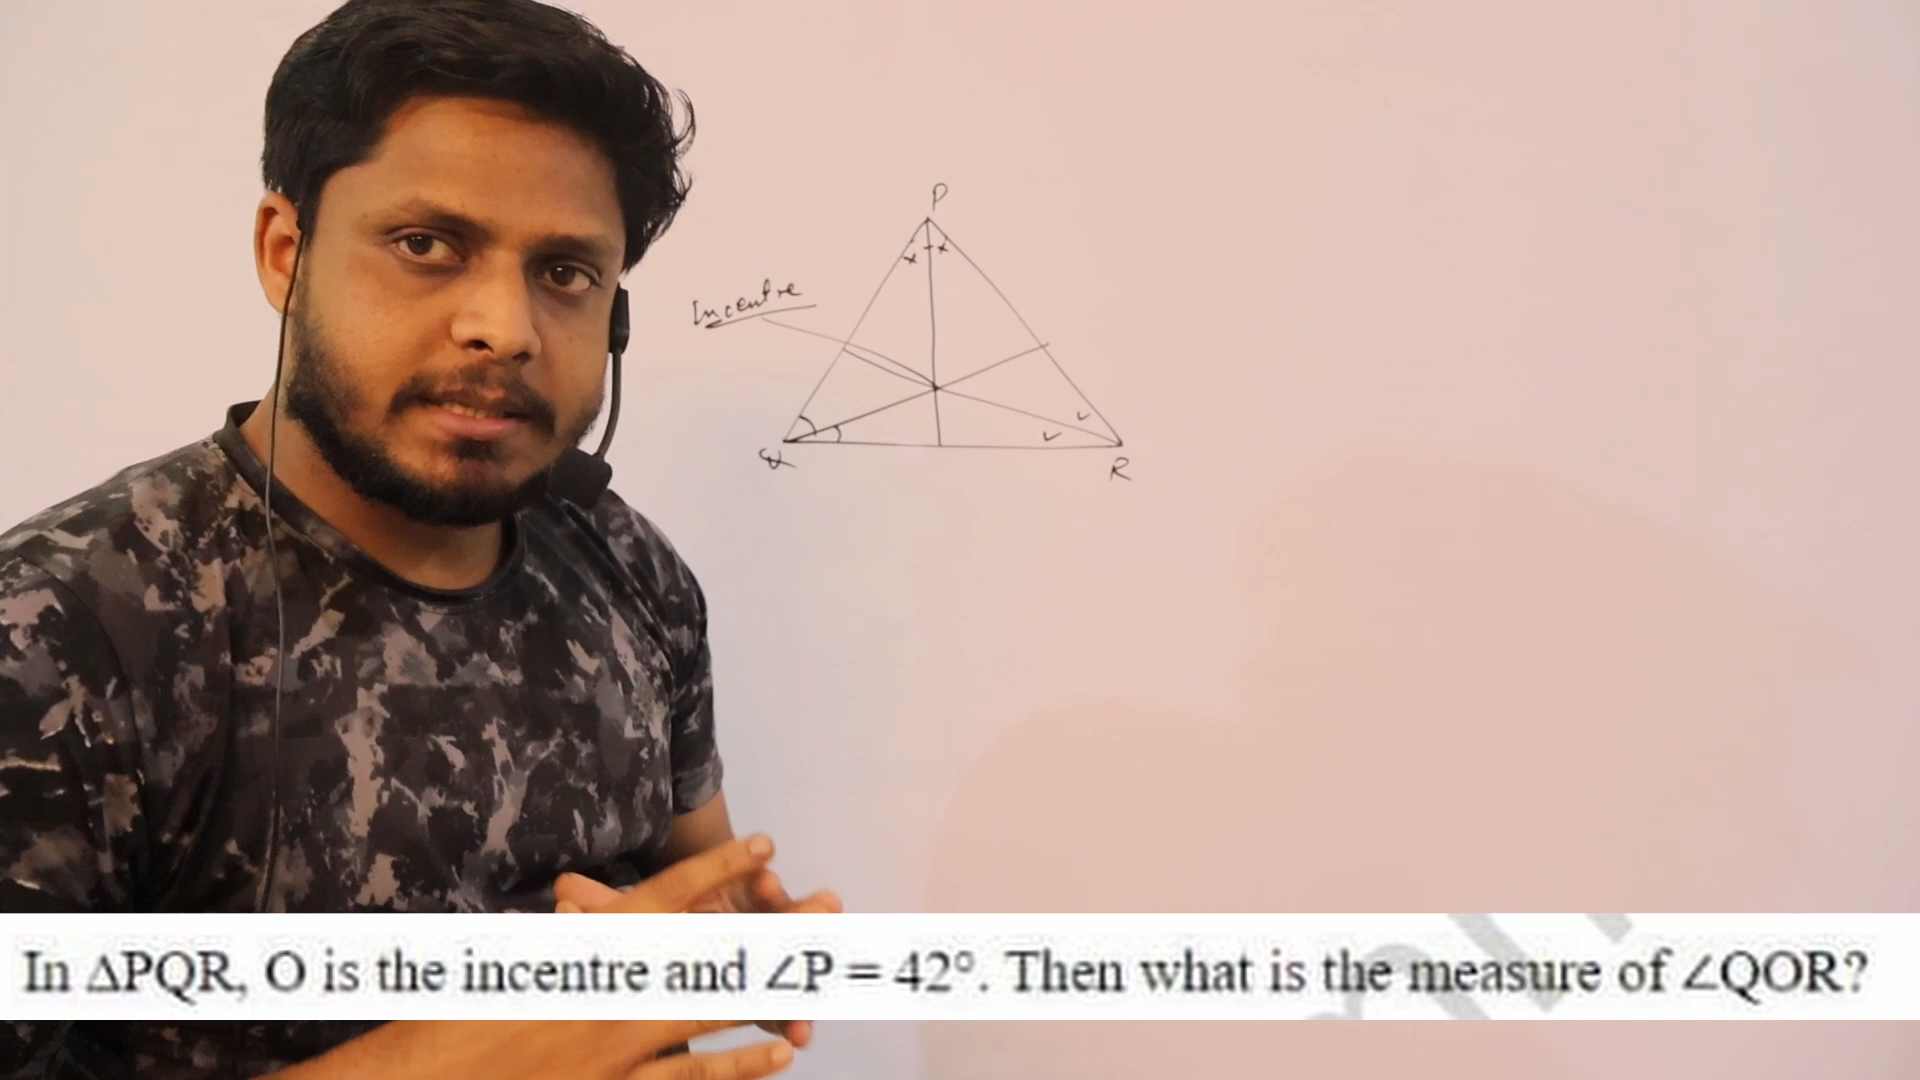 P
x x
Incentre
Q
R
In ΔPQR, O is the incentre and ∠P = 42°. Then what is the measure of ∠QOR?